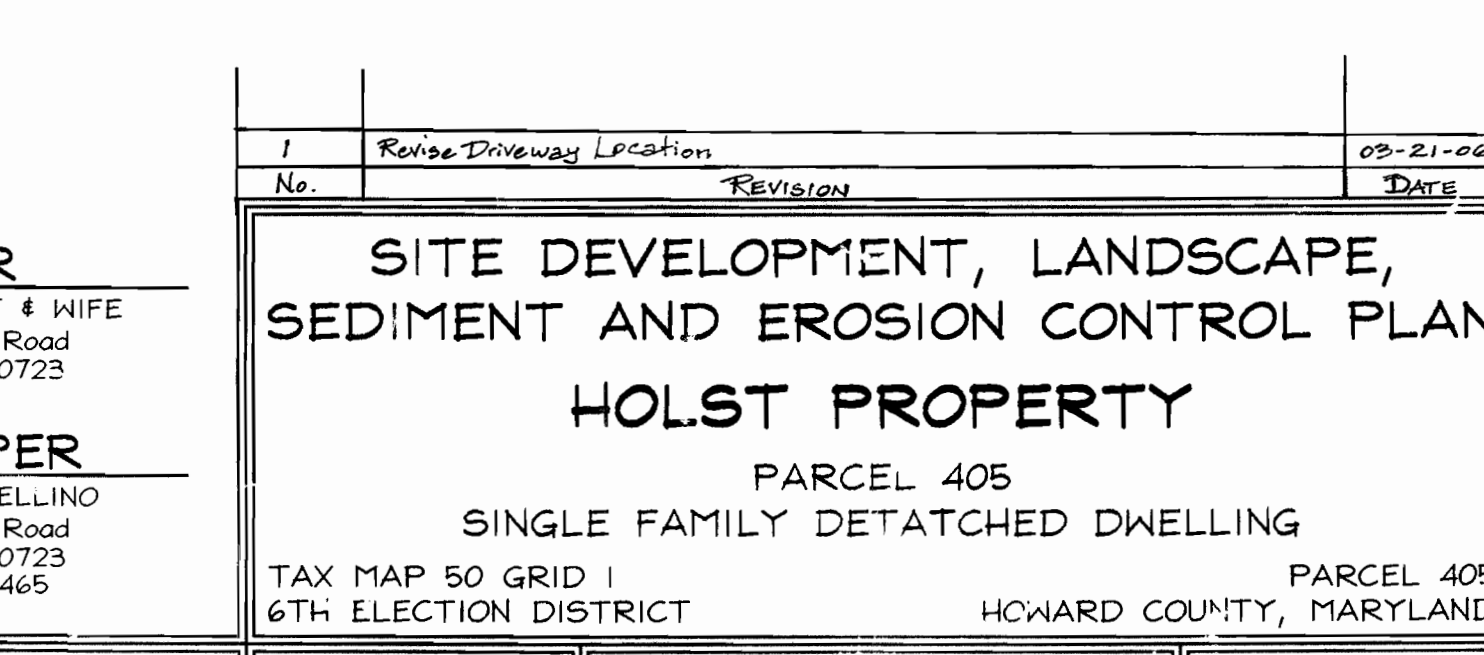 1 Revise Driveway Location 03-21-06
No. REVISION DATE
SITE DEVELOPMENT, LANDSCAPE,
SEDIMENT AND EROSION CONTROL PLAN
HOLST PROPERTY
PARCEL 405
SINGLE FAMILY DETATCHED DWELLING
TAX MAP 50 GRID 1 PARCEL 405
6TH ELECTION DISTRICT HOWARD COUNTY, MARYLAND
& WIFE
Road
0723
PER
ELLINO
Road
0723
465